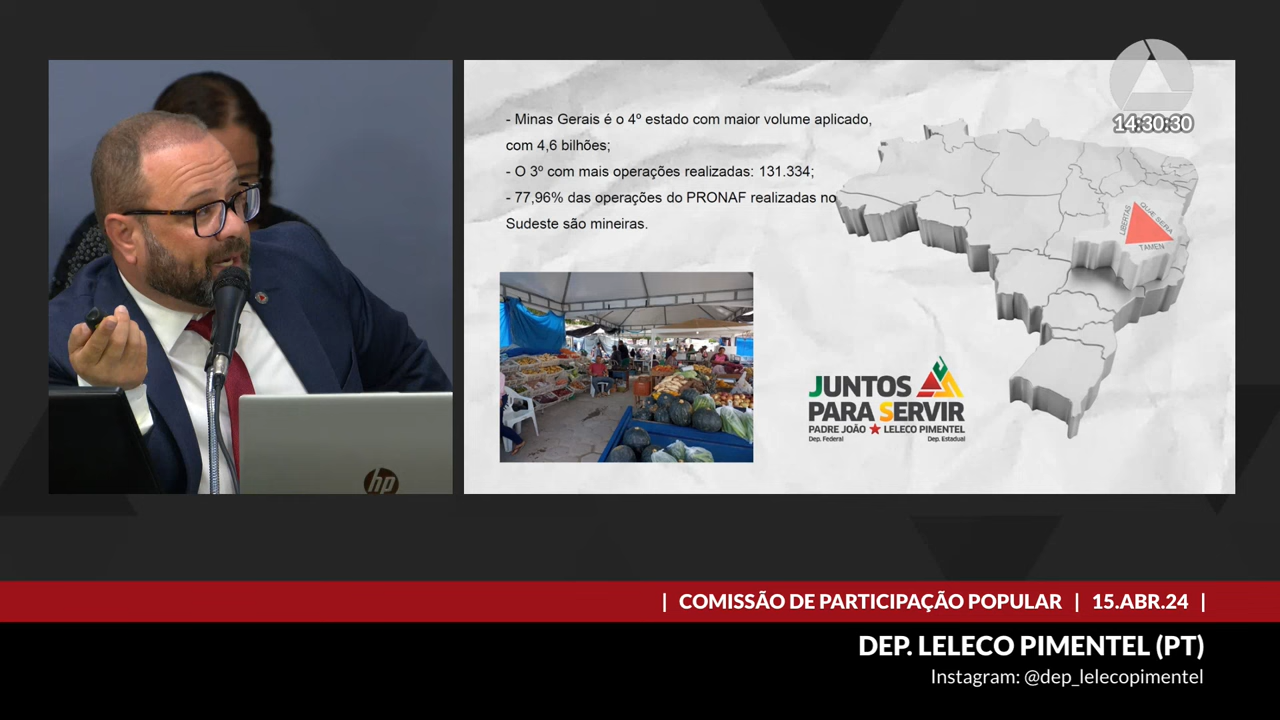 14:30:30
- Minas Gerais é o 4º estado com maior volume aplicado,
com 4,6 bilhões;
- O 3º com mais operações realizadas: 131.334;
- 77,96% das operações do PRONAF realizadas no
Sudeste são mineiras.
LIBERTAS
QUE SERA
TAMEN
JUNTOS
PARA SERVIR
PADRE JOÃO ★ LELECO PIMENTEL
Dep. Federal Dep. Estadual
hp
| COMISSÃO DE PARTICIPAÇÃO POPULAR | 15.ABR.24 |
DEP. LELECO PIMENTEL (PT)
Instagram: @dep_lelecopimentel